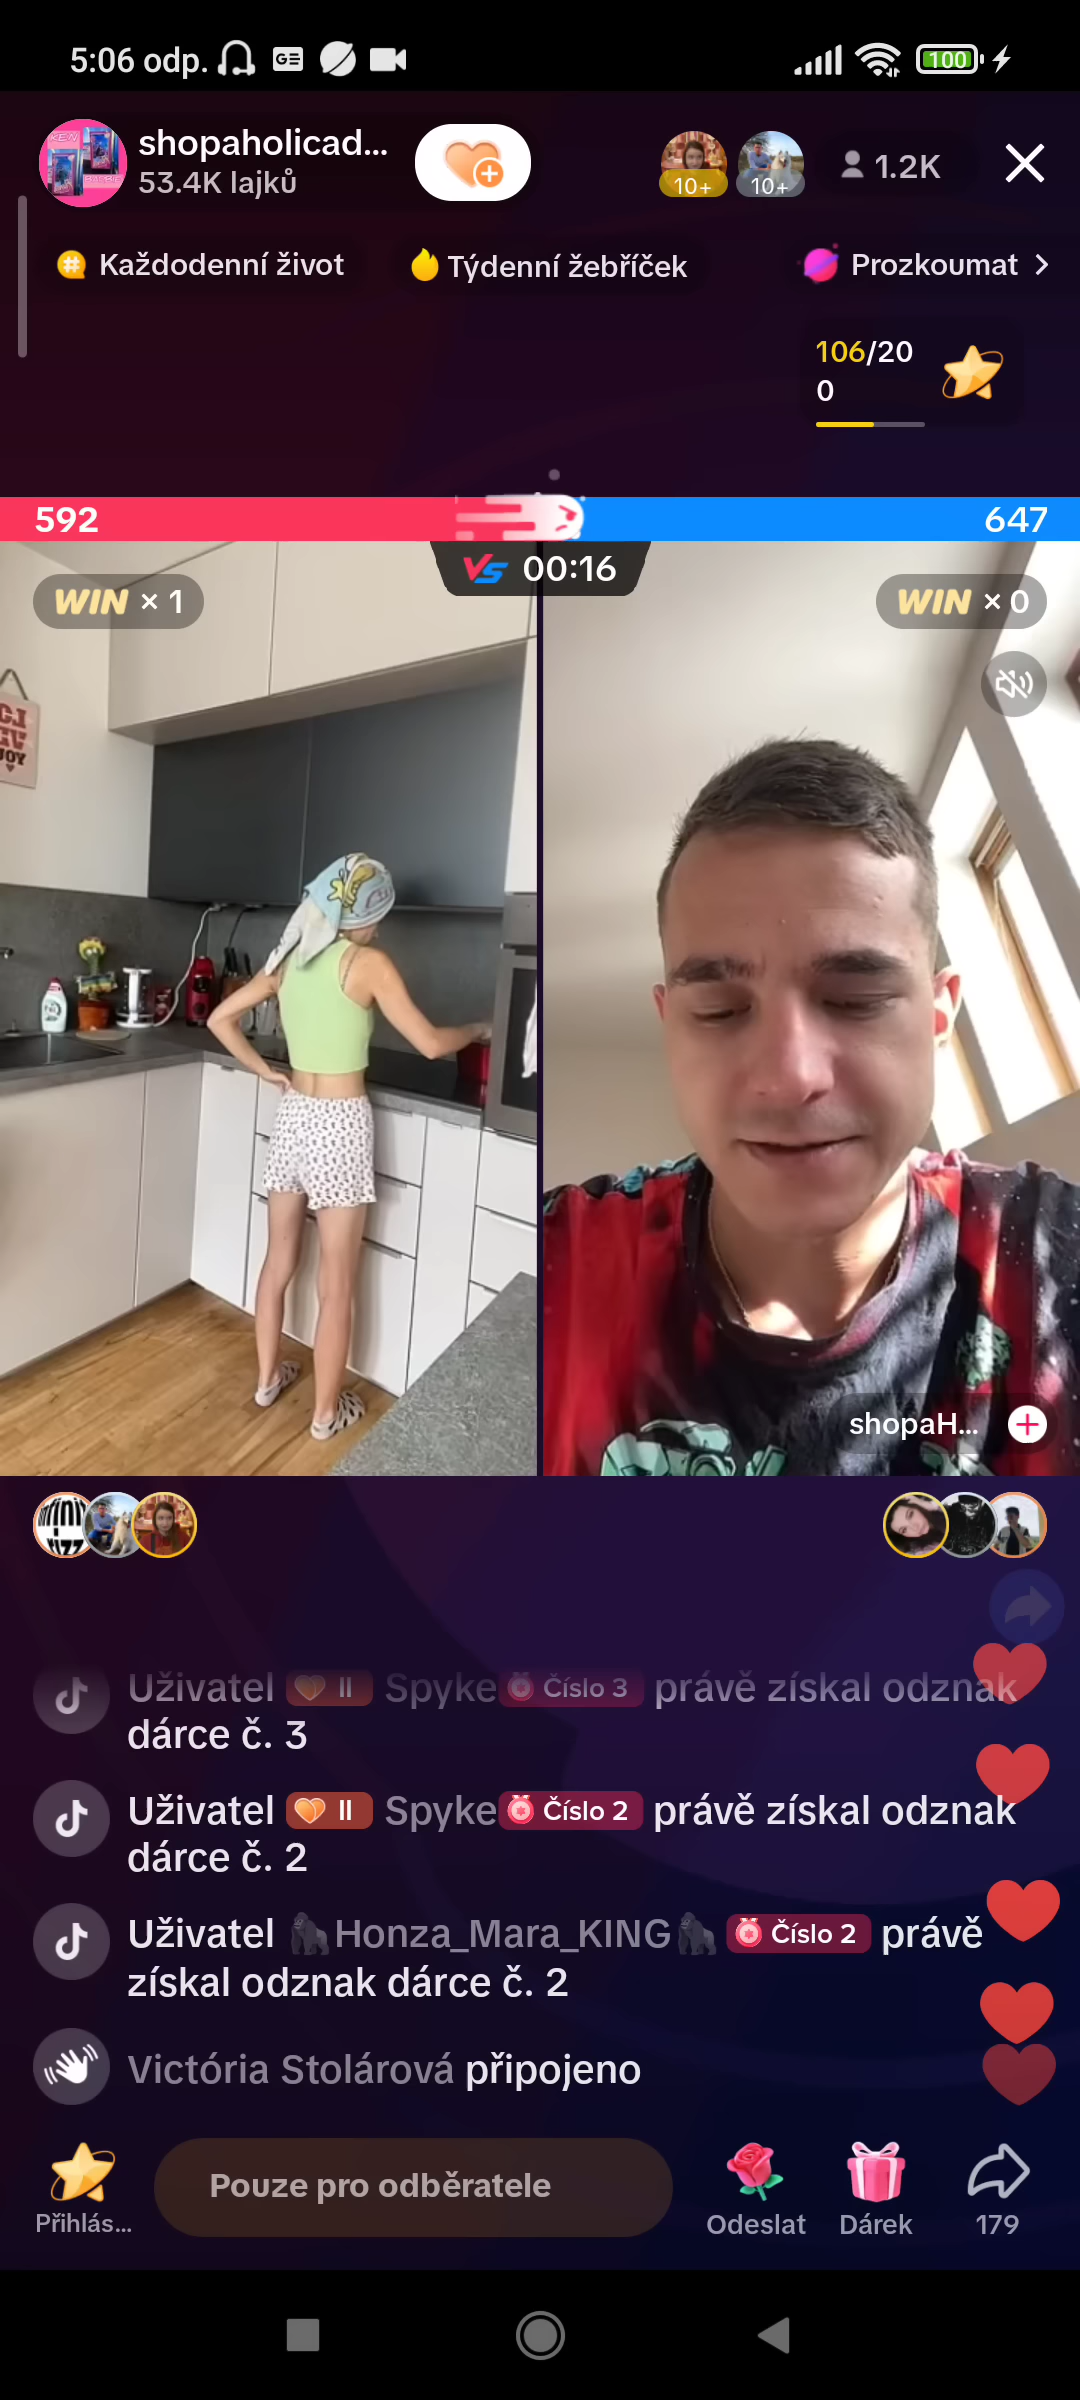 5:06 odp.
GE
100
shopaholicad...
53.4K lajků
10+
10+
1.2K
Každodenní život
Týdenní žebříček
Prozkoumat
106/20
0
592
647
VS 00:16
WIN × 1
WIN × 0
YOU
shopaH...
Uživatel II Spyke Číslo 3 právě získal odznak
dárce č. 3
Uživatel II Spyke Číslo 2 právě získal odznak
dárce č. 2
Uživatel 🦍Honza_Mara_KING🦍 Číslo 2 právě
získal odznak dárce č. 2
Victória Stolárová připojeno
Pouze pro odběratele
Přihlás...
Odeslat
Dárek
179